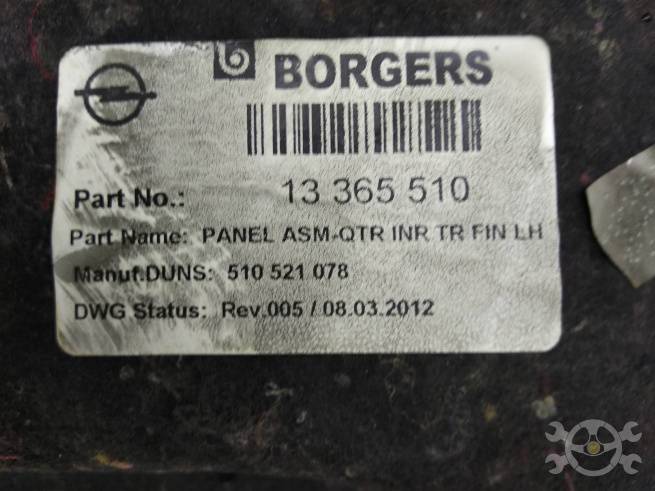 BORGERS
Part No.: 13 365 510
Part Name: PANEL ASM-QTR INR TR FIN LH
Manuf.DUNS: 510 521 078
DWG Status: Rev.005 / 08.03.2012